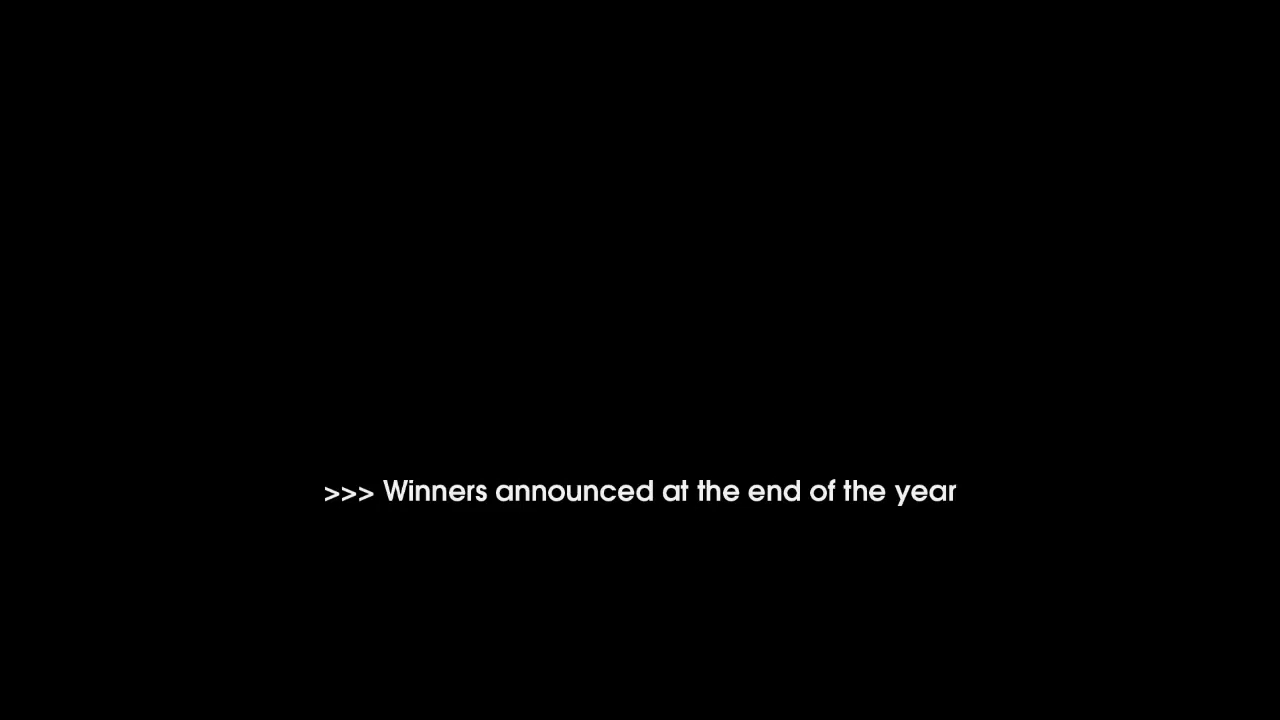 >>> Winners announced at the end of the year